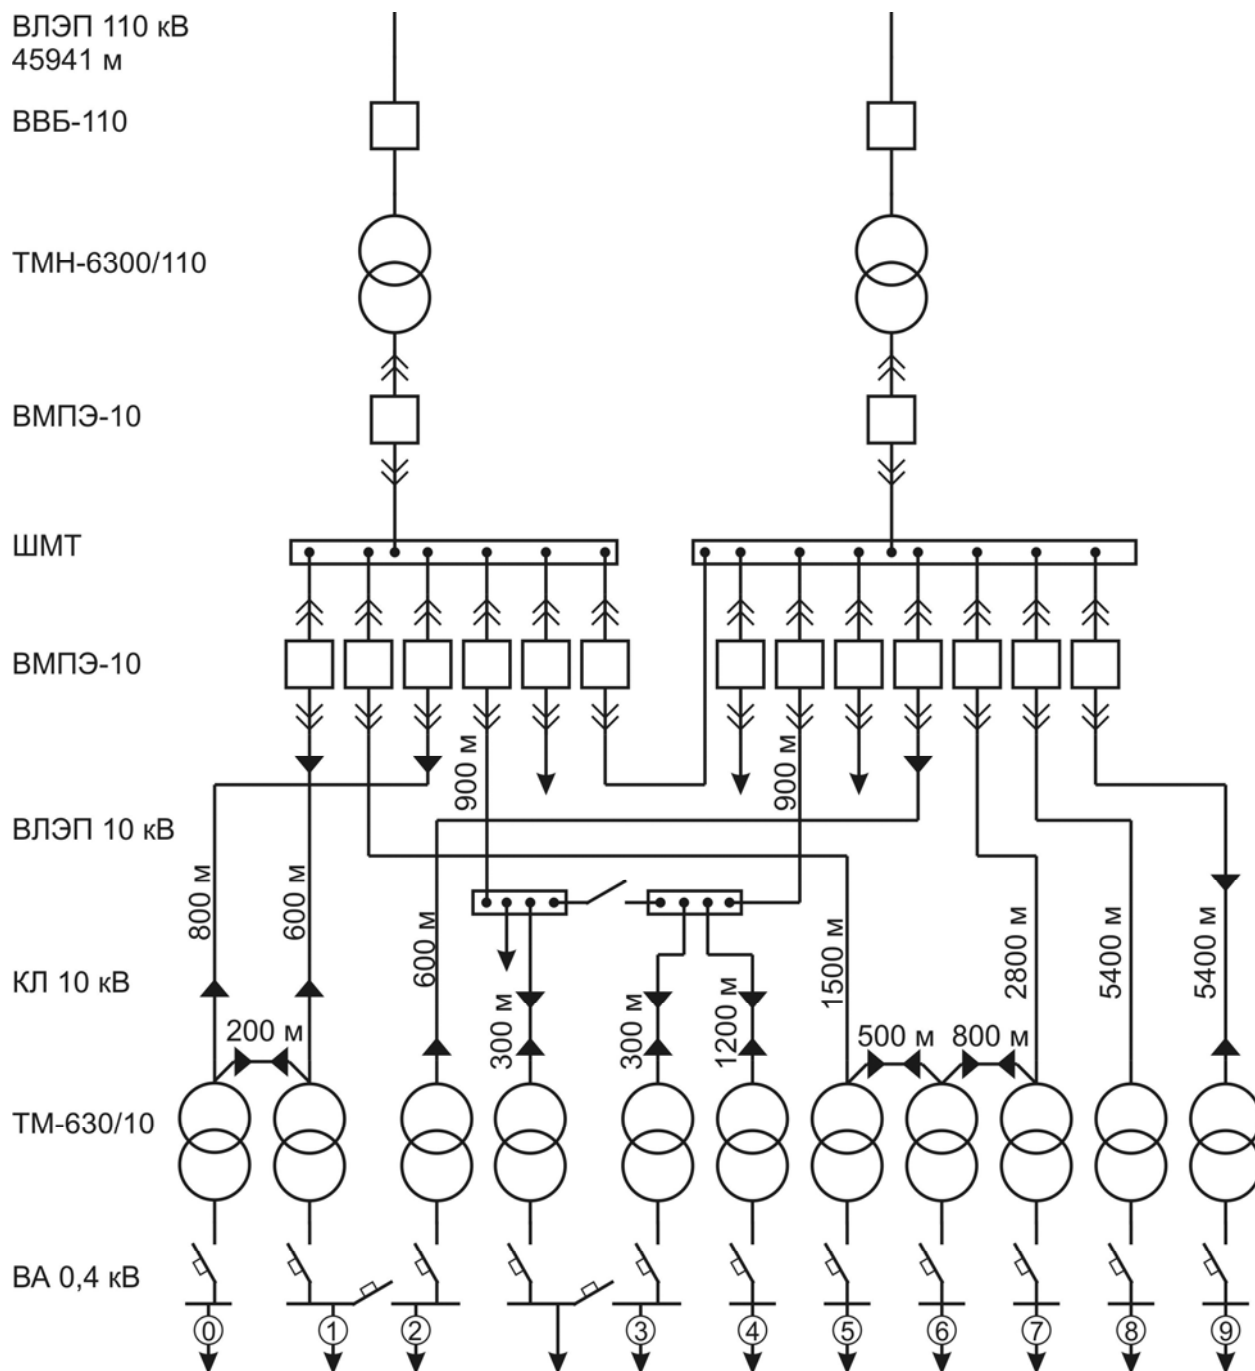 ВЛЭП 110 кВ
45941 м
ВВБ-110
ТМН-6300/110
ВМПЭ-10
ШМТ
ВМПЭ-10
900 м
900 м
ВЛЭП 10 кВ
800 м
600 м
600 м
1500 м
2800 м
5400 м
5400 м
КЛ 10 кВ
200 м
300 м
300 м
1200 м
500 м
800 м
ТМ-630/10
ВА 0,4 кВ
0
1
2
3
4
5
6
7
8
9